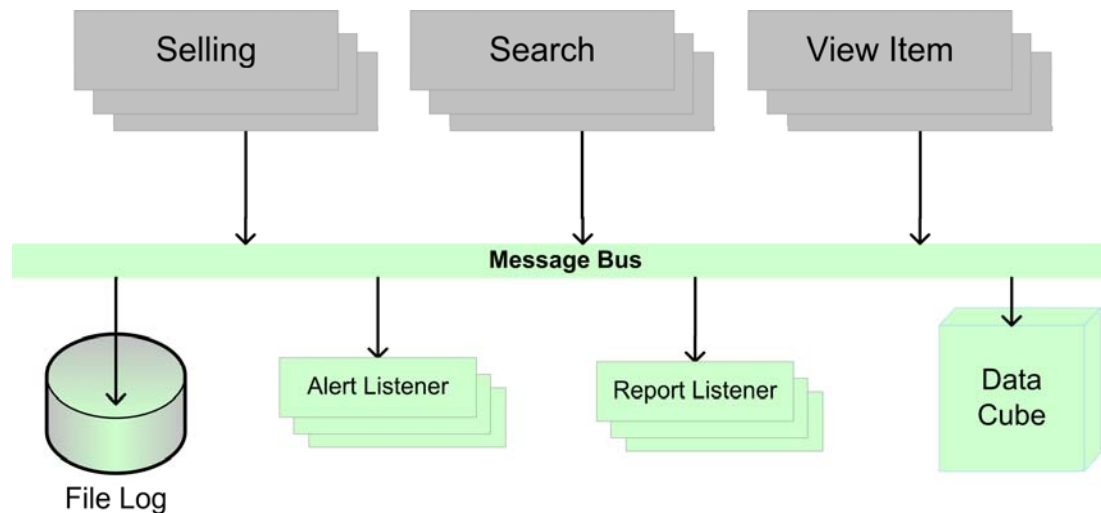 Selling
Search
View Item
Message Bus
Alert Listener
Report Listener
Data
Cube
File Log